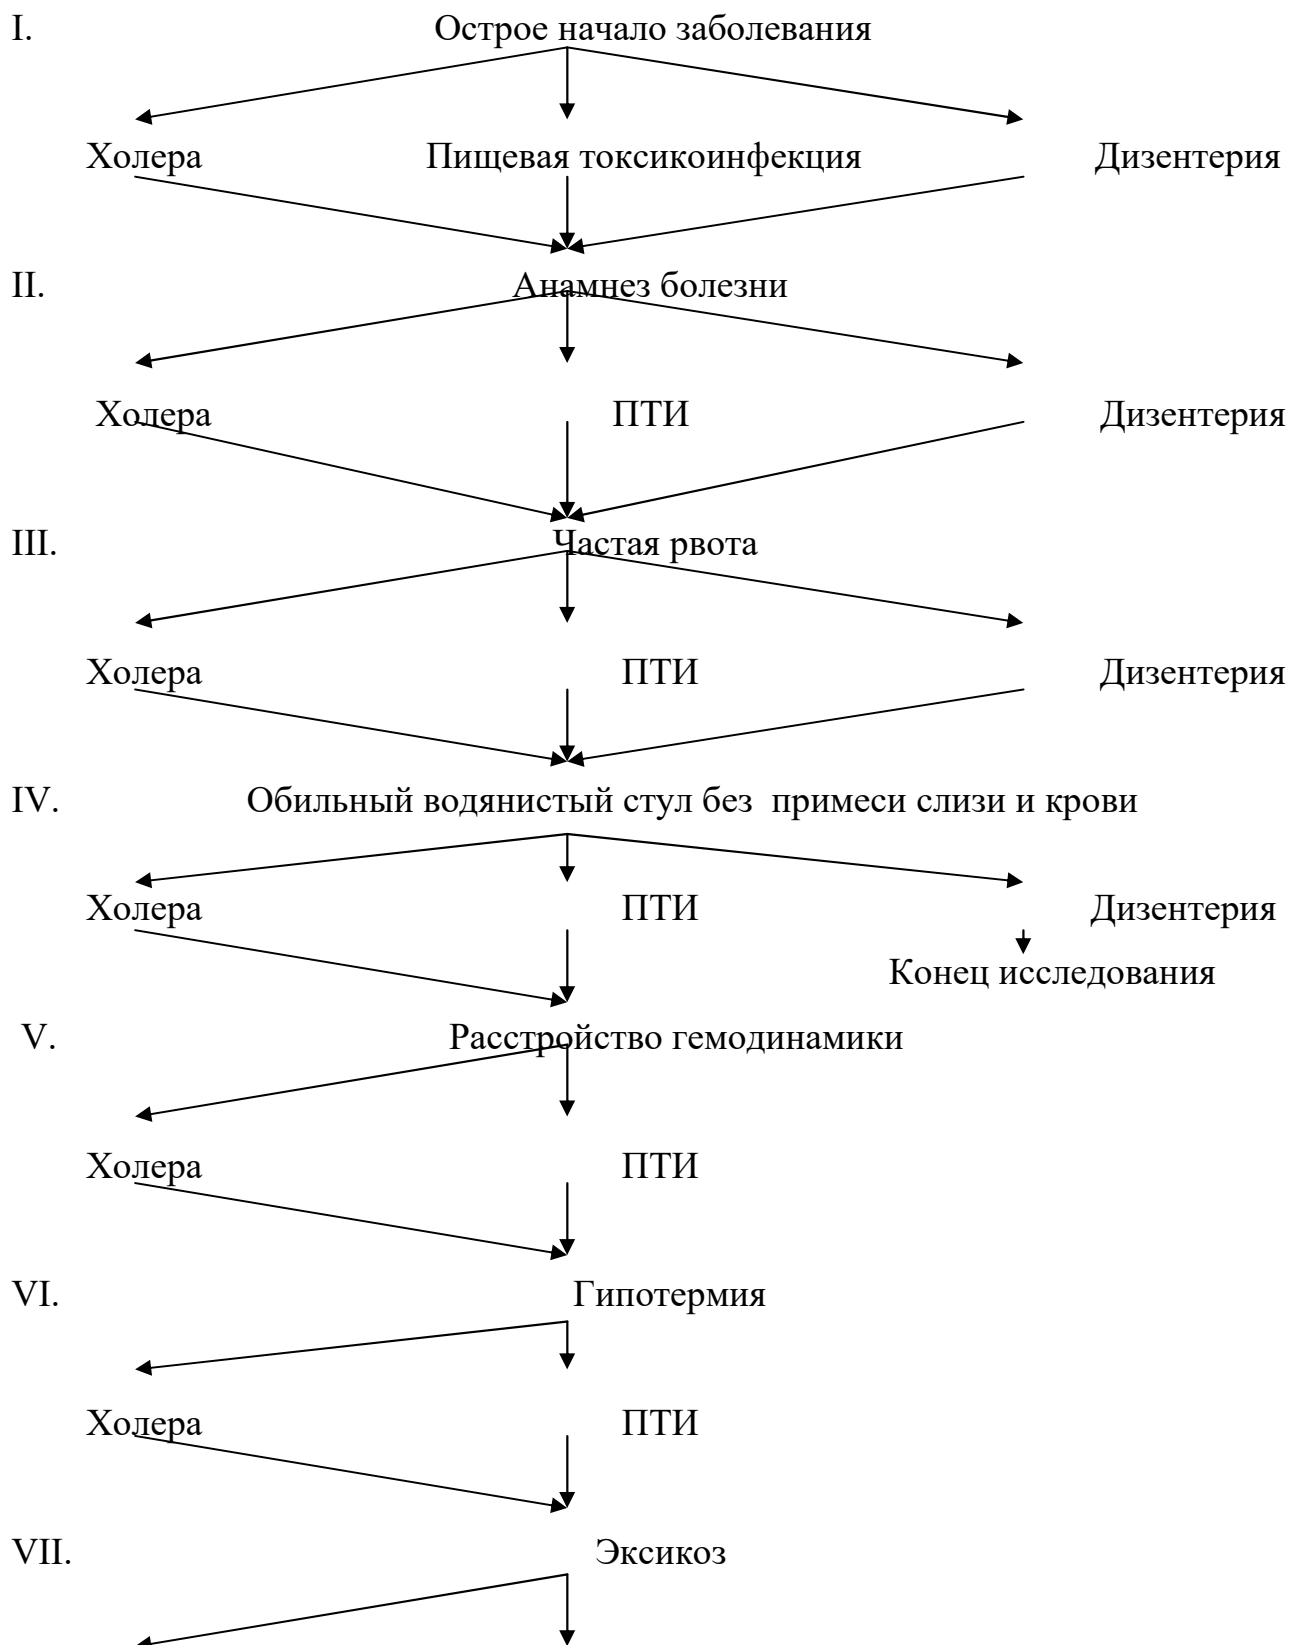 I. Острое начало заболевания
Холера Пищевая токсикоинфекция Дизентерия
II. Анамнез болезни
Холера ПТИ Дизентерия
III. Частая рвота
Холера ПТИ Дизентерия
IV. Обильный водянистый стул без примеси слизи и крови
Холера ПТИ Дизентерия
Конец исследования
V. Расстройство гемодинамики
Холера ПТИ
VI. Гипотермия
Холера ПТИ
VII. Эксикоз